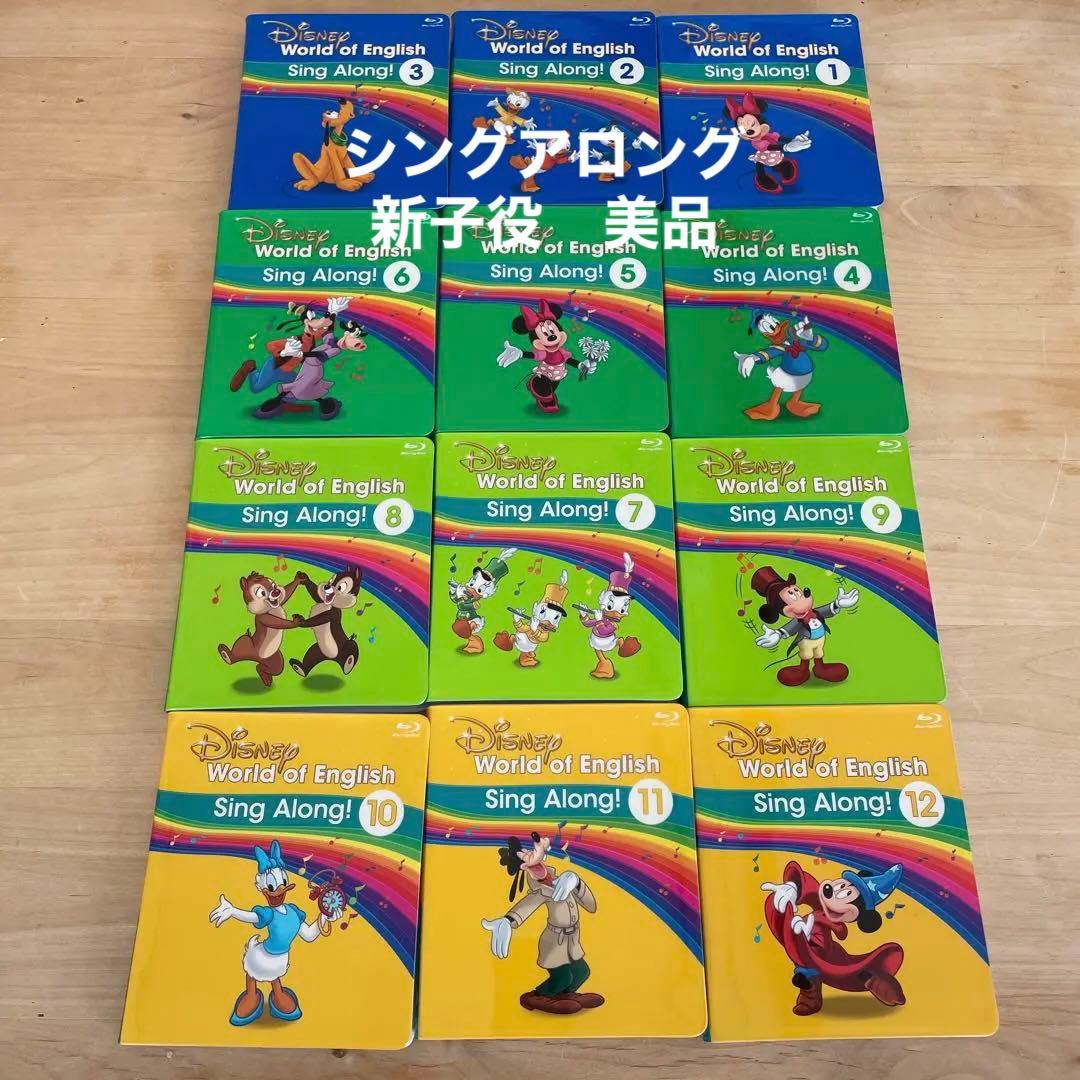 Disney
World of English
Sing Along! 3
Disney
World of English
Sing Along! 2
Disney
World of English
Sing Along! 1
シングアロング
新子役　美品
Disney
World of English
Sing Along! 6
Disney
World of English
Sing Along! 5
Disney
World of English
Sing Along! 4
Disney
World of English
Sing Along! 8
Disney
World of English
Sing Along! 7
Disney
World of English
Sing Along! 9
Disney
World of English
Sing Along! 10
Disney
World of English
Sing Along! 11
Disney
World of English
Sing Along! 12